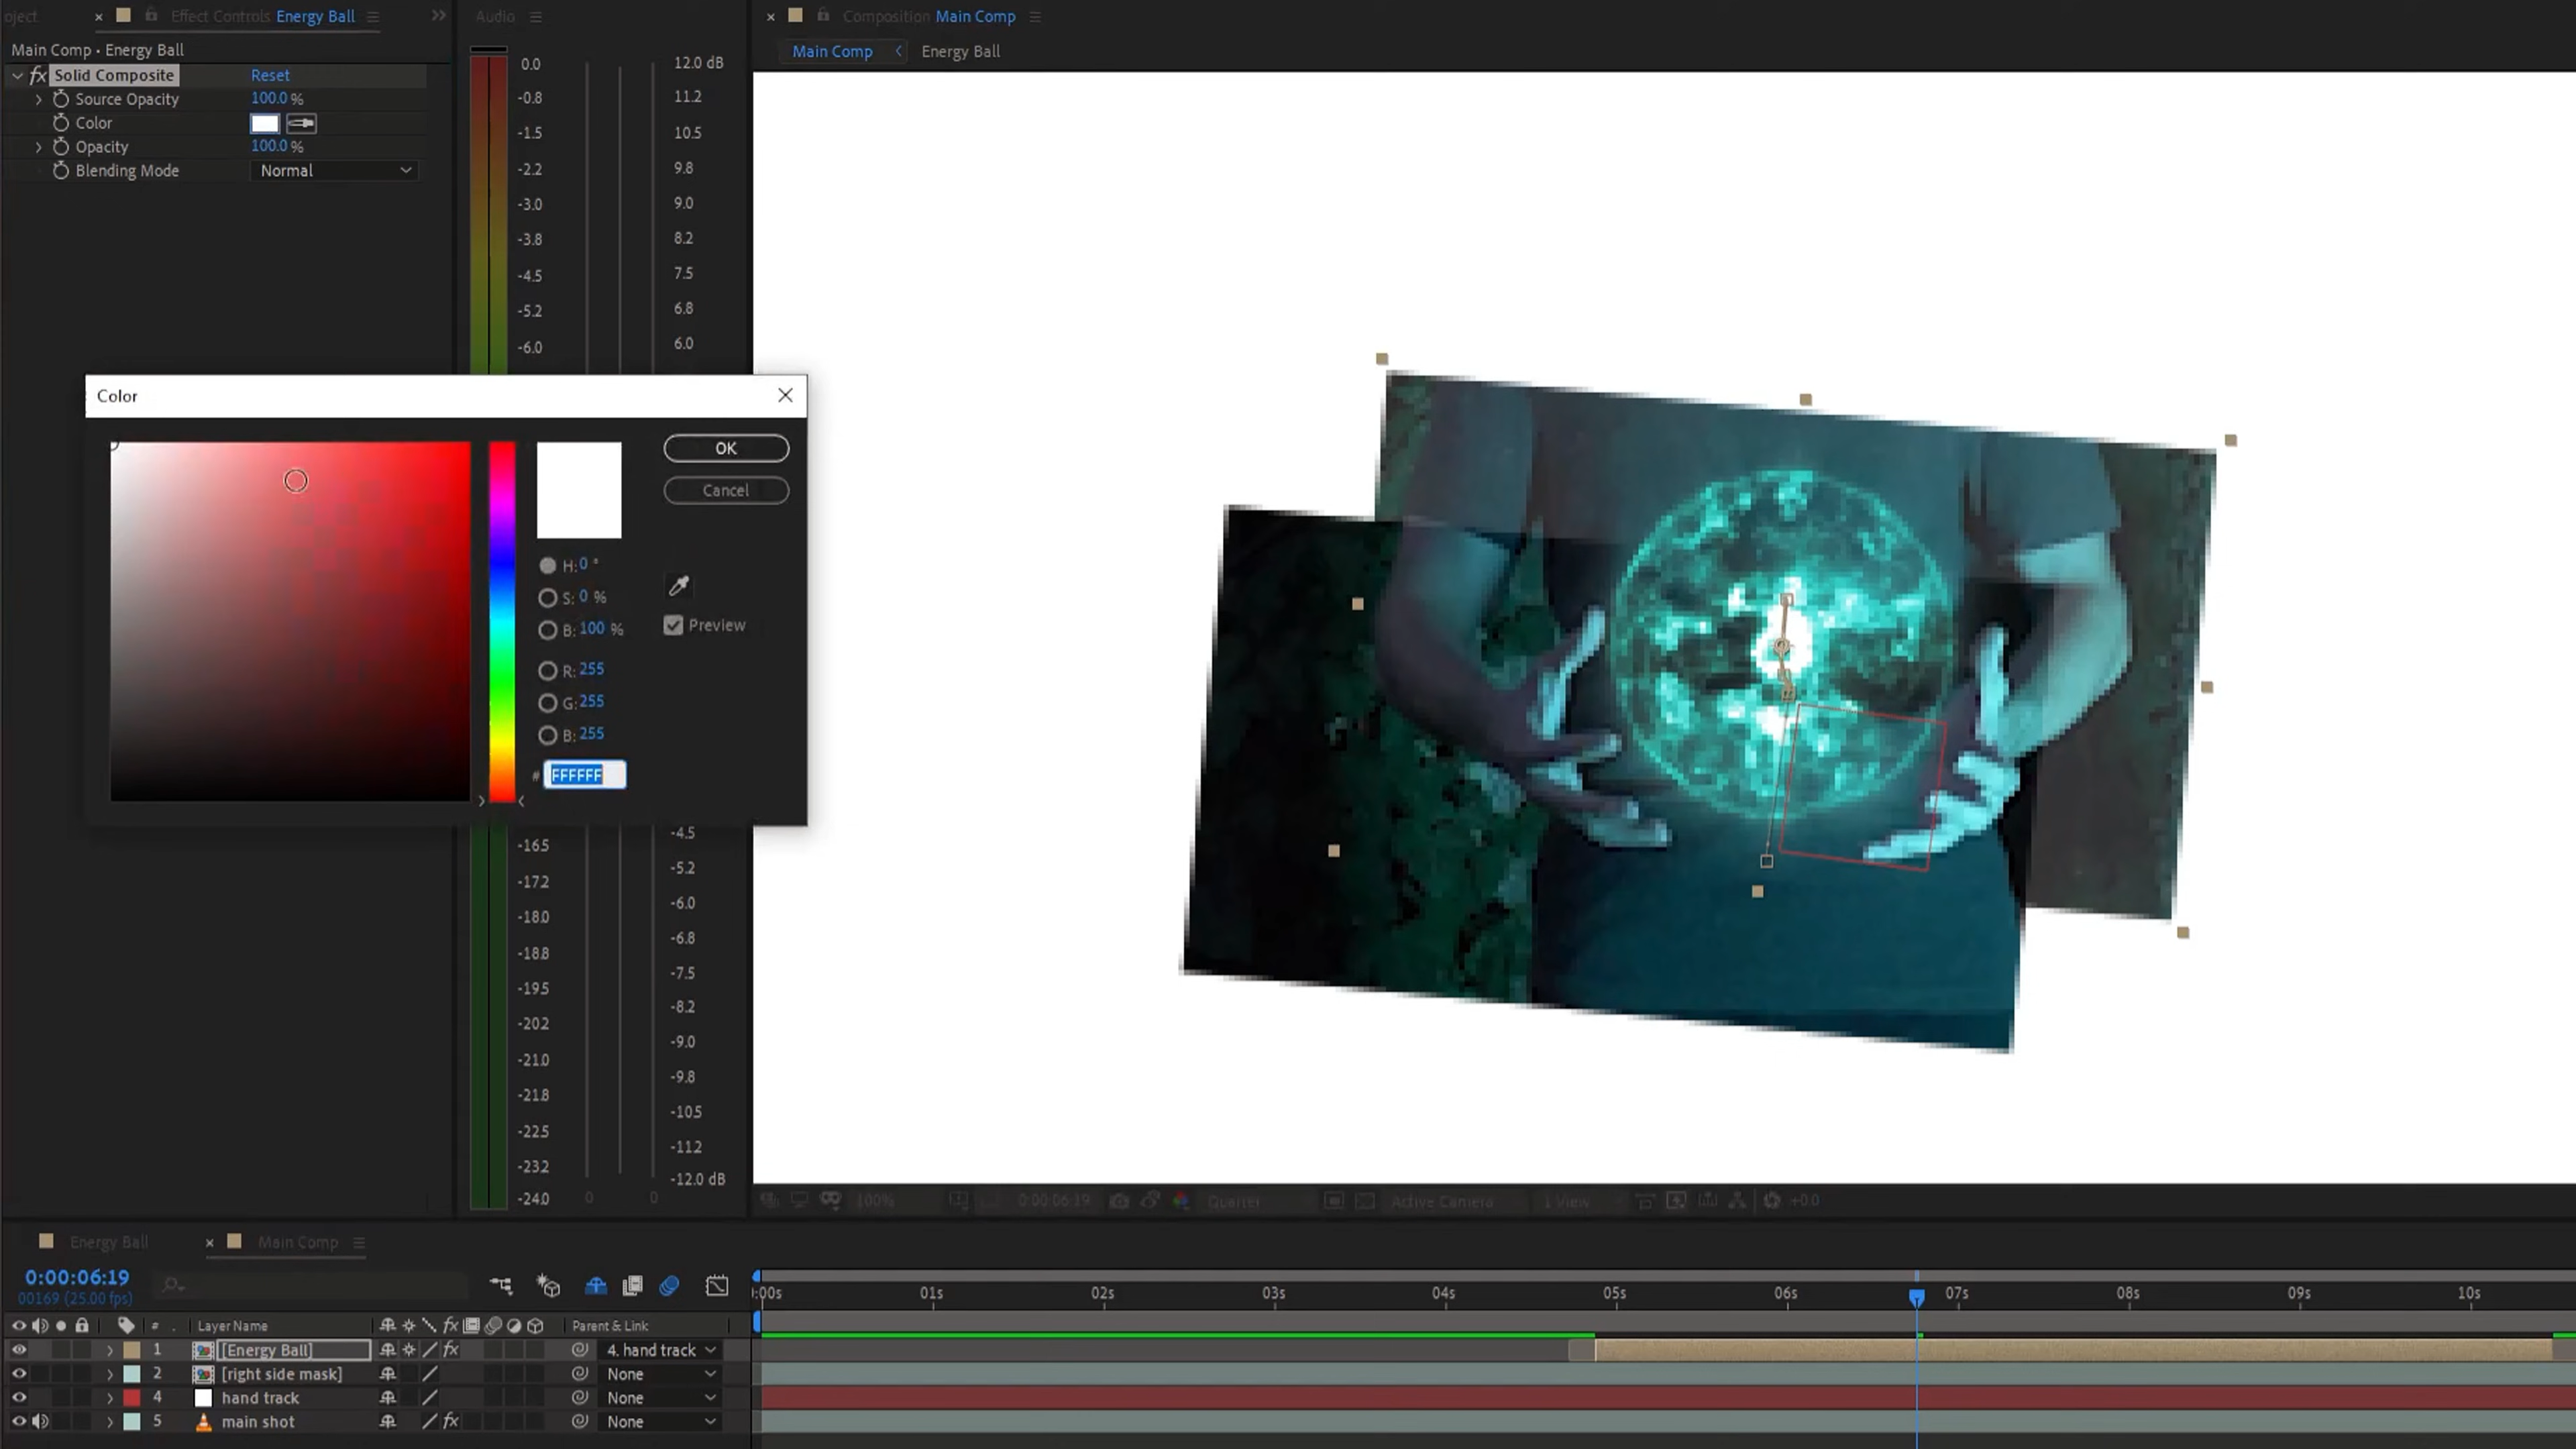 oject
Effect Controls Energy Ball
Audio
Composition Main Comp
Main Comp • Energy Ball
Main Comp
Energy Ball
Solid Composite
Reset
Source Opacity
100.0 %
Color
Opacity
100.0 %
Blending Mode
Normal
0.0
-0.8
-1.5
-2.2
-3.0
-3.8
-4.5
-5.2
-6.0
12.0 dB
11.2
10.5
9.8
9.0
8.2
7.5
6.8
6.0
Color
OK
Cancel
H: 0 °
S: 0 %
B: 100 %
Preview
R: 255
G: 255
B: 255
# FFFFFF
-16.5
-17.2
-18.0
-18.8
-19.5
-20.2
-21.0
-21.8
-22.5
-23.2
-24.0
-4.5
-5.2
-6.0
-6.8
-7.5
-8.2
-9.0
-9.8
-10.5
-11.2
-12.0 dB
0
0
100%
0:00:06:19
Quarter
Active Camera
1 View
+0.0
Energy Ball
Main Comp
0:00:06:19
00169 (25.00 fps)
:00s
01s
02s
03s
04s
05s
06s
07s
08s
09s
10s
#
Layer Name
Parent & Link
1 [Energy Ball] 4. hand track
2 [right side mask] None
4 hand track None
5 main shot None